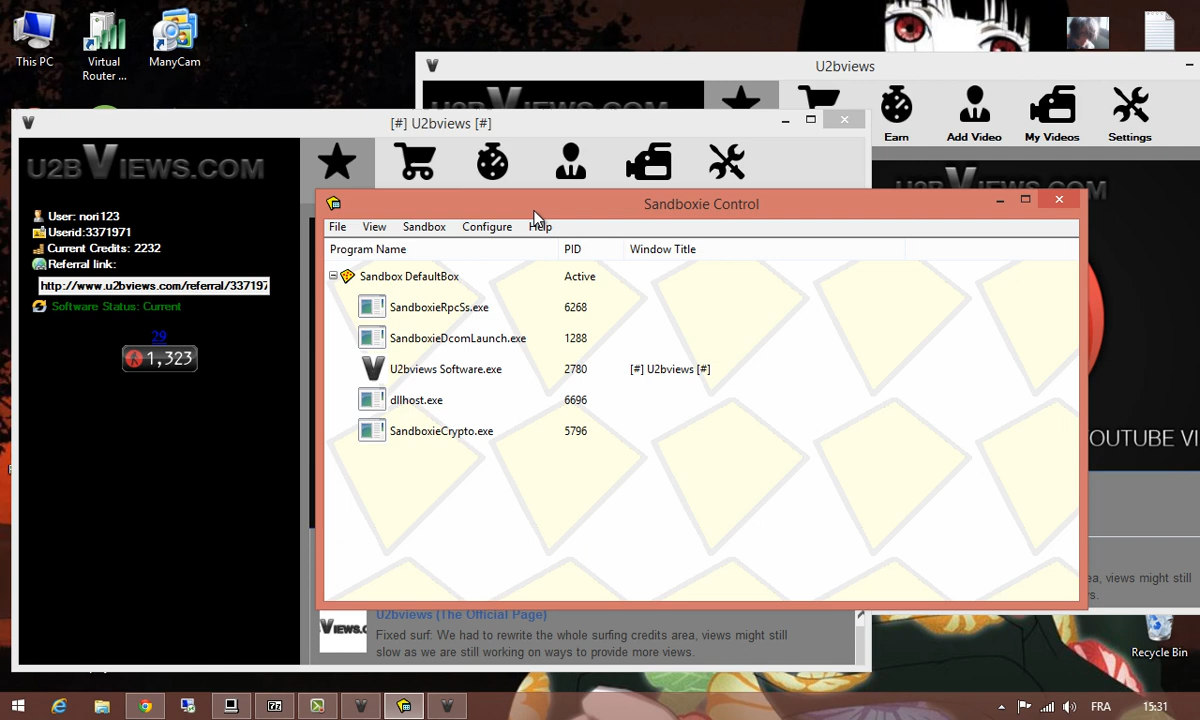 This PC
Virtual
Router ...
ManyCam
U2bviews
Earn
Add Video
My Videos
Settings
[#] U2bviews [#]
U2BVIEWS.COM
User: nori123
Userid:3371971
Current Credits: 2232
Referral link:
http://www.u2bviews.com/referral/337197
Software Status: Current
29
1,323
Sandboxie Control
File View Sandbox Configure Help
Program Name PID Window Title
Sandbox DefaultBox Active
SandboxieRpcSs.exe 6268
SandboxieDcomLaunch.exe 1288
U2bviews Software.exe 2780 [#] U2bviews [#]
dllhost.exe 6696
SandboxieCrypto.exe 5796
OUTUBE VI
ea, views might still
s.
U2bviews (The Official Page)
VIEWS.C
Fixed surf: We had to rewrite the whole surfing credits area, views might still
slow as we are still working on ways to provide more views.
Recycle Bin
FRA 15:31